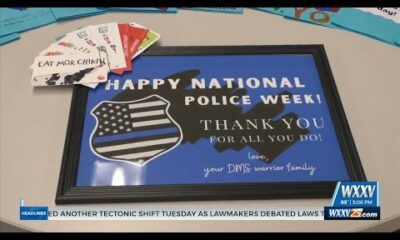 EAT MOR CHIKIN
HAPPY NATIONAL
POLICE WEEK!
THANK YOU
FOR ALL YOU DO!
love,
your DMS warrior family
WXXV
85° 5:06 PM
HEADLINES
ED ANOTHER TECTONIC SHIFT TUESDAY AS LAWMAKERS DEBATED LAWS T
WXXV25.com